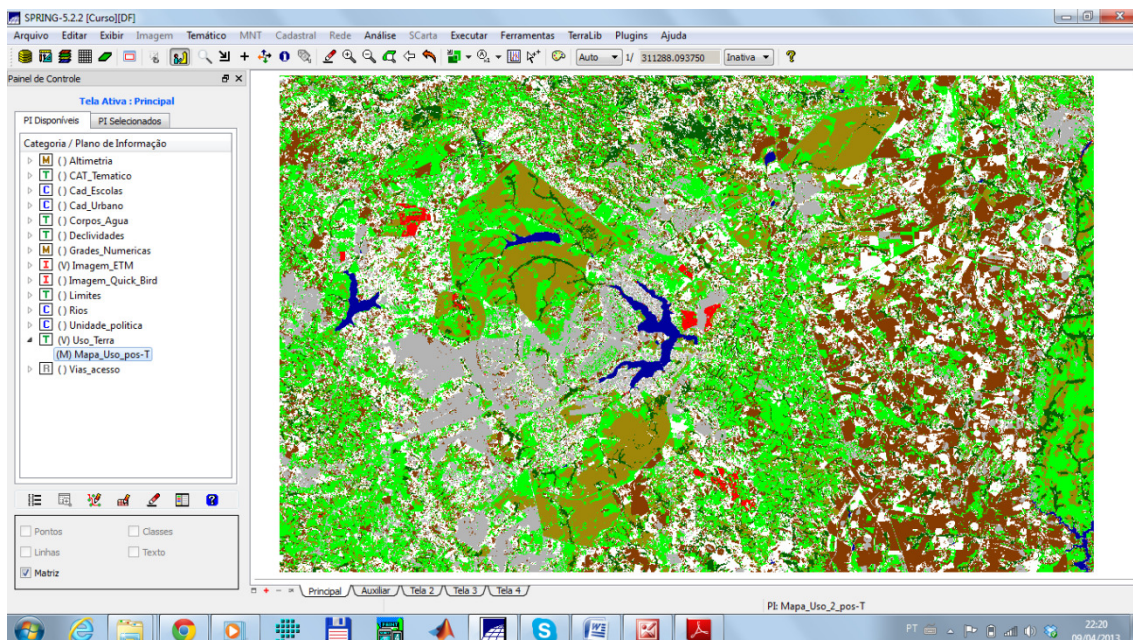 SPRING-5.2.2 [Curso][DF]
Arquivo Editar Exibir Imagem Temático MNT Cadastral Rede Análise SCarta Executar Ferramentas TerraLib Plugins Ajuda
Auto 1/ 311288.093750 Inativa
Painel de Controle
Tela Ativa : Principal
PI Disponíveis PI Selecionados
Categoria / Plano de Informação
M ( ) Altimetria
T ( ) CAT_Tematico
C ( ) Cad_Escolas
C ( ) Cad_Urbano
T ( ) Corpos_Agua
T ( ) Declividades
M ( ) Grades_Numericas
I (V) Imagem_ETM
I ( ) Imagem_Quick_Bird
T ( ) Limites
C ( ) Rios
C ( ) Unidade_politica
T (V) Uso_Terra
(M) Mapa_Uso_pos-T
R ( ) Vias_acesso
Pontos Classes
Linhas Texto
Matriz
Principal Auxiliar Tela 2 Tela 3 Tela 4
PI: Mapa_Uso_2_pos-T
PT 22:20
09/04/2013